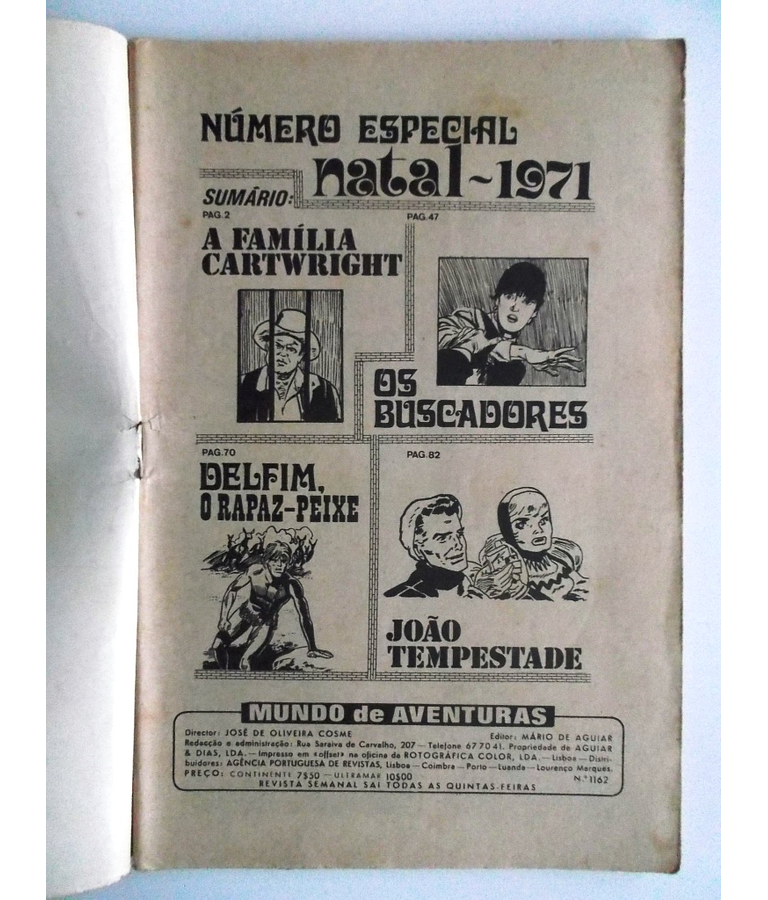 NÚMERO ESPECIAL
natal-1971
SUMÁRIO:
PAG.2
A FAMÍLIA
CARTWRIGHT
PAG.47
OS
BUSCADORES
PAG.70
DELFIM,
O RAPAZ-PEIXE
PAG.82
JOÃO
TEMPESTADE
MUNDO de AVENTURAS
Director: JOSÉ DE OLIVEIRA COSME Editor: MÁRIO DE AGUIAR
Redacção e administração: Rua Saraiva de Carvalho, 207 — Telefone 67 70 41. Propriedade de AGUIAR
& DIAS, LDA. — Impresso em «offset» na oficina da ROTOGRÁFICA COLOR, LDA. — Lisboa — Distri-
buidores: AGÊNCIA PORTUGUESA DE REVISTAS, Lisboa — Coimbra — Porto — Luanda — Lourenço Marques.
PREÇO: CONTINENTE 7$50 — ULTRAMAR 10$00 N.º 1162
REVISTA SEMANAL SAI TODAS AS QUINTAS-FEIRAS